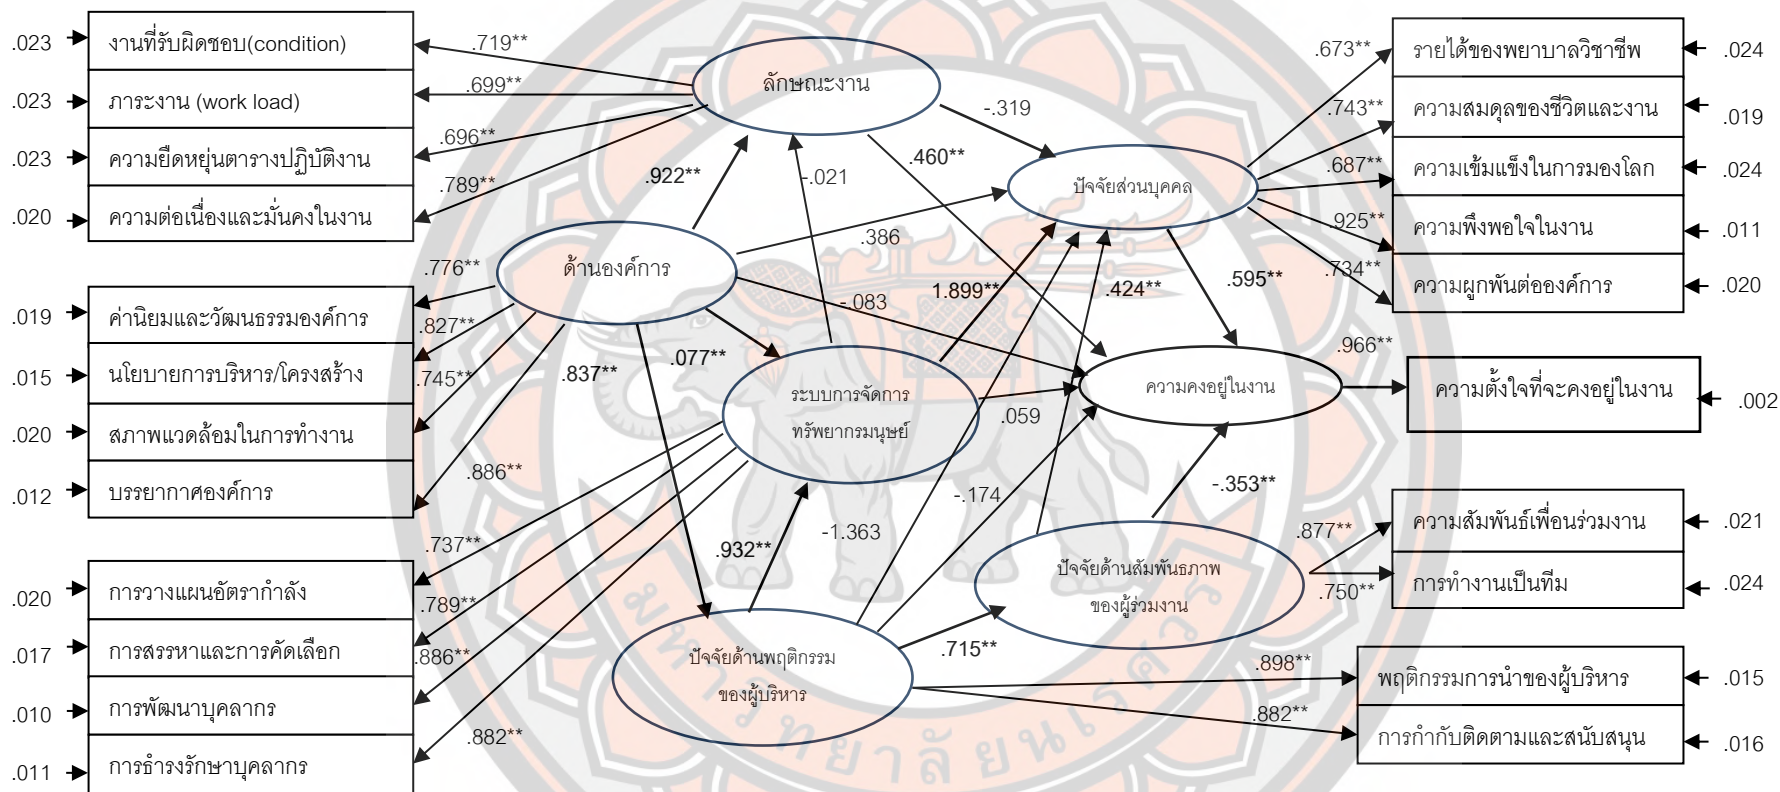 .023
งานที่รับผิดชอบ(condition)
.023
ภาระงาน (work load)
.023
ความยืดหยุ่นตารางปฏิบัติงาน
.020
ความต่อเนื่องและมั่นคงในงาน
.719**
.699**
.696**
.789**
ลักษณะงาน
-.319
.460**
.922**
-.021
.386
ด้านองค์การ
.776**
.827**
.745**
.886**
.019
ค่านิยมและวัฒนธรรมองค์การ
.015
นโยบายการบริหาร/โครงสร้าง
.020
สภาพแวดล้อมในการทำงาน
.012
บรรยากาศองค์การ
.837**
.077**
-.083
1.899**
.424**
.595**
ปัจจัยส่วนบุคคล
.673**
.743**
.687**
.925**
.734**
รายได้ของพยาบาลวิชาชีพ
.024
ความสมดุลของชีวิตและงาน
.019
ความเข้มแข็งในการมองโลก
.024
ความพึงพอใจในงาน
.011
ความผูกพันต่อองค์การ
.020
ระบบการจัดการ
ทรัพยากรมนุษย์
.059
ความคงอยู่ในงาน
.966**
ความตั้งใจที่จะคงอยู่ในงาน
.002
-.174
-.353**
-1.363
.932**
.737**
.789**
.886**
.882**
.020
การวางแผนอัตรากำลัง
.017
การสรรหาและการคัดเลือก
.010
การพัฒนาบุคลากร
.011
การธำรงรักษาบุคลากร
ปัจจัยด้านสัมพันธภาพ
ของผู้ร่วมงาน
.877**
.750**
ความสัมพันธ์เพื่อนร่วมงาน
.021
การทำงานเป็นทีม
.024
ปัจจัยด้านพฤติกรรม
ของผู้บริหาร
.715**
.898**
.882**
พฤติกรรมการนำของผู้บริหาร
.015
การกำกับติดตามและสนับสนุน
.016
มหาวิทยาลัยนเรศวร